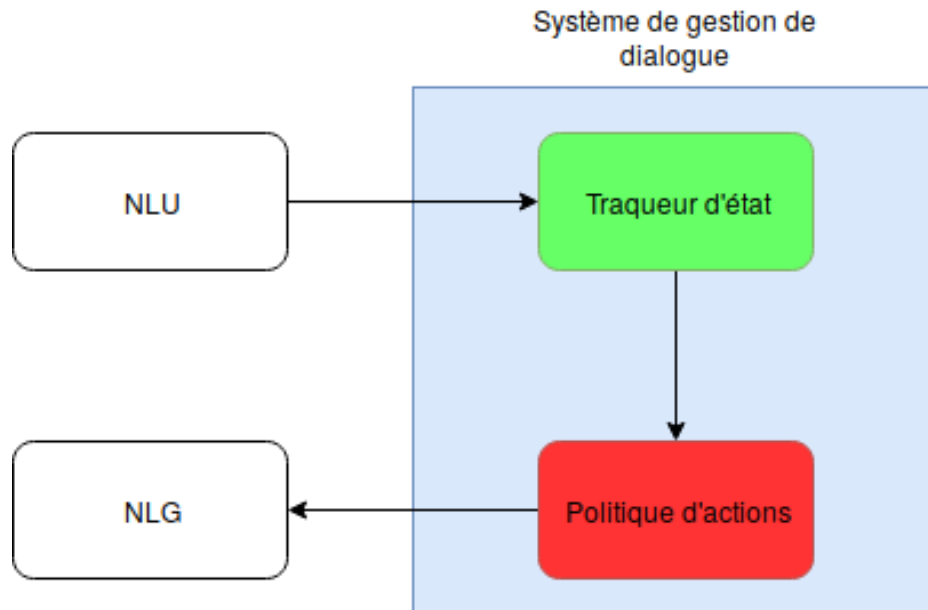 Système de gestion de
dialogue
NLU
Traqueur d'état
NLG
Politique d'actions